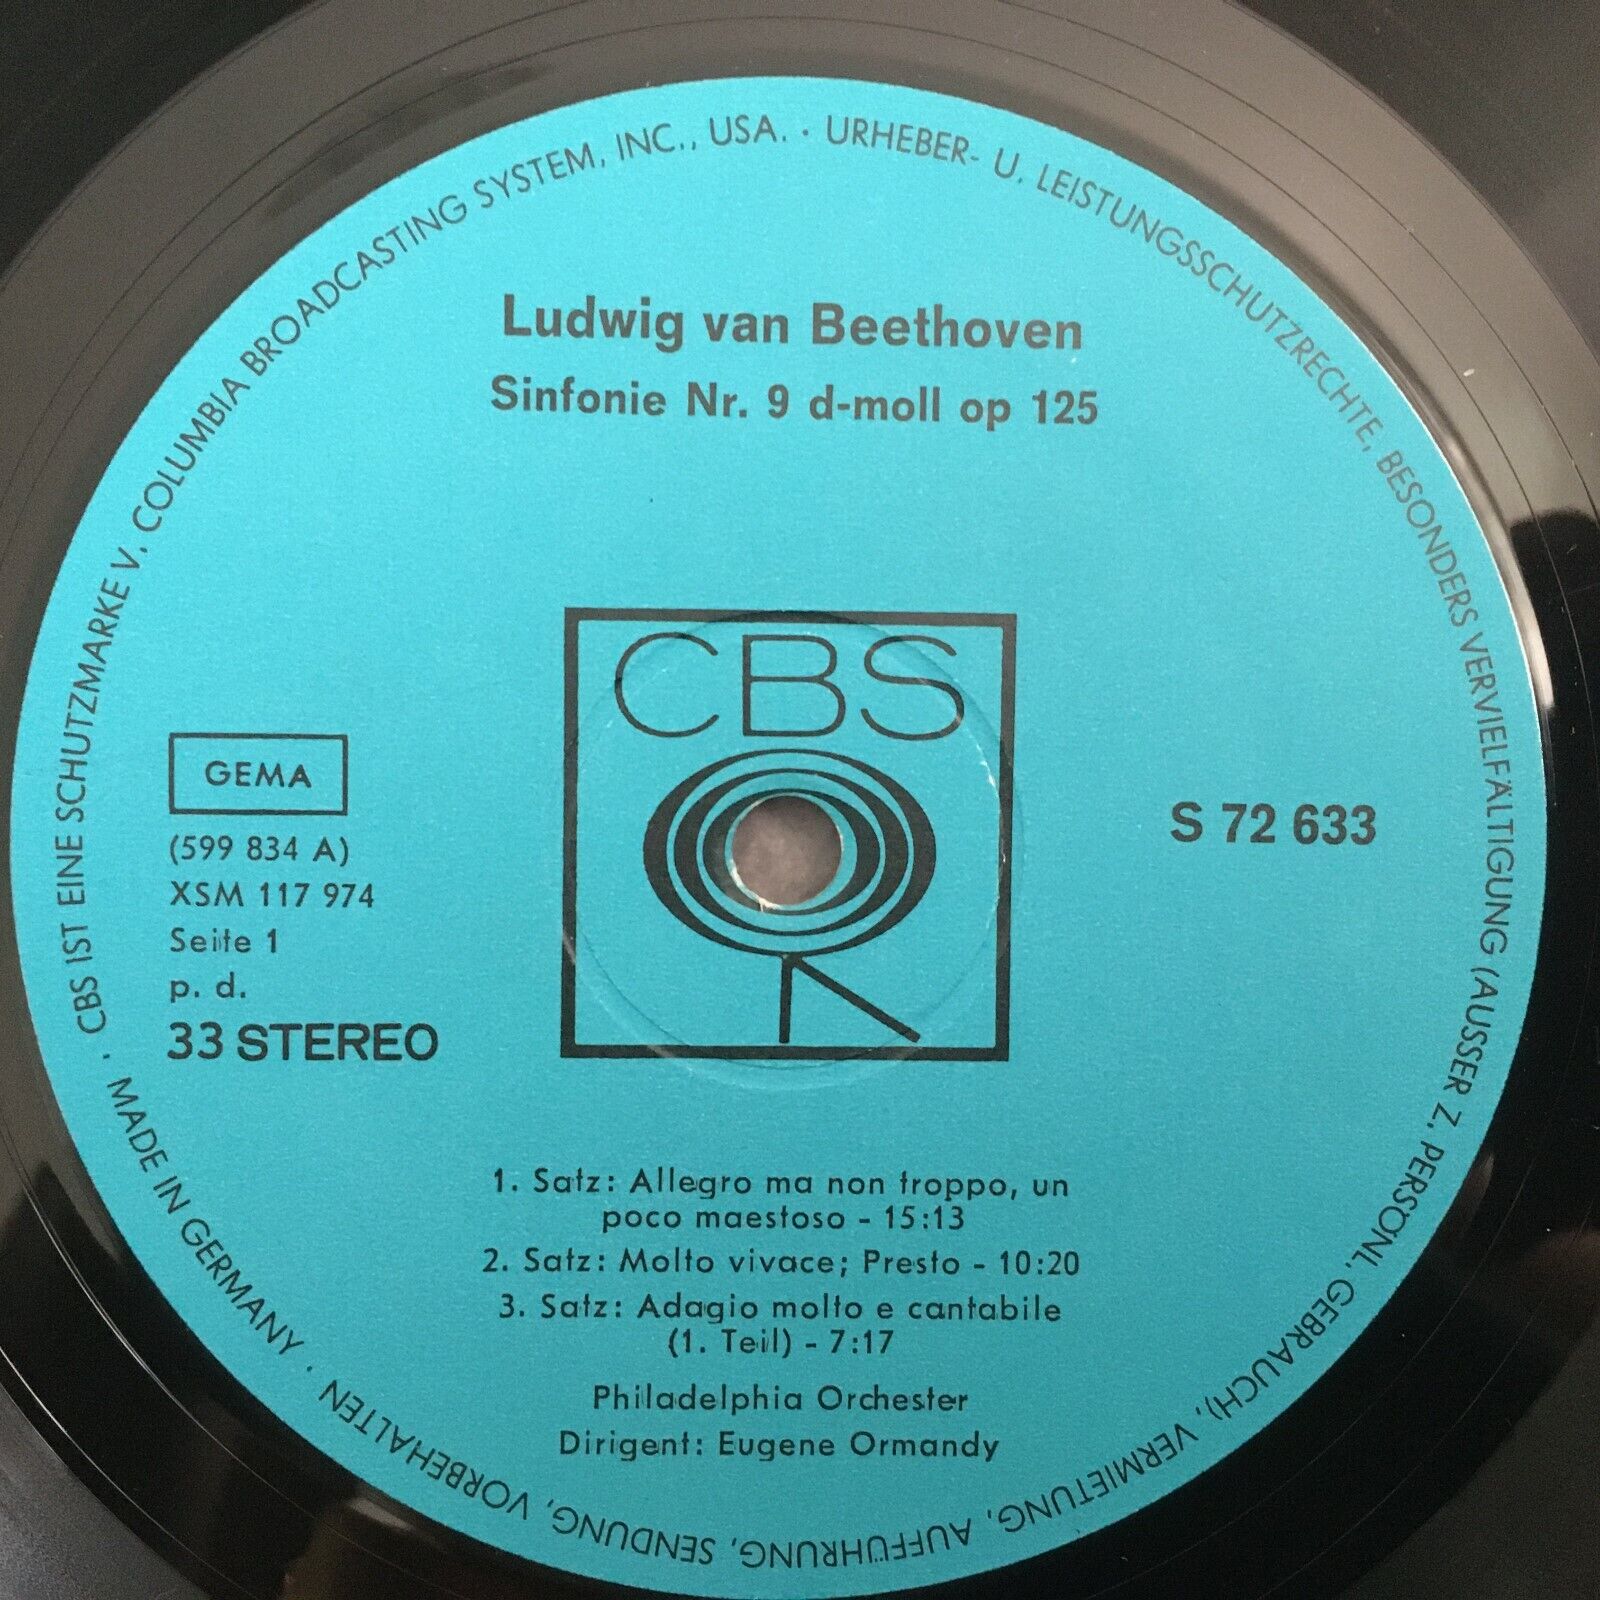 CBS IST EINE SCHUTZMARKE V. COLUMBIA BROADCASTING SYSTEM, INC., USA. · URHEBER- U. LEISTUNGSSCHUTZRECHTE, BESONDERS VERVIELFÄLTIGUNG (AUSSER Z. PERSÖNL. GEBRAUCH), VERMIETUNG, AUFFÜHRUNG, SENDUNG, VORBEHALTEN · MADE IN GERMANY ·
Ludwig van Beethoven
Sinfonie Nr. 9 d-moll op 125
CBS
GEMA
(599 834 A)
XSM 117 974
Seite 1
p. d.
33 STEREO
S 72 633
1. Satz: Allegro ma non troppo, un
poco maestoso - 15:13
2. Satz: Molto vivace; Presto - 10:20
3. Satz: Adagio molto e cantabile
(1. Teil) - 7:17
Philadelphia Orchester
Dirigent: Eugene Ormandy